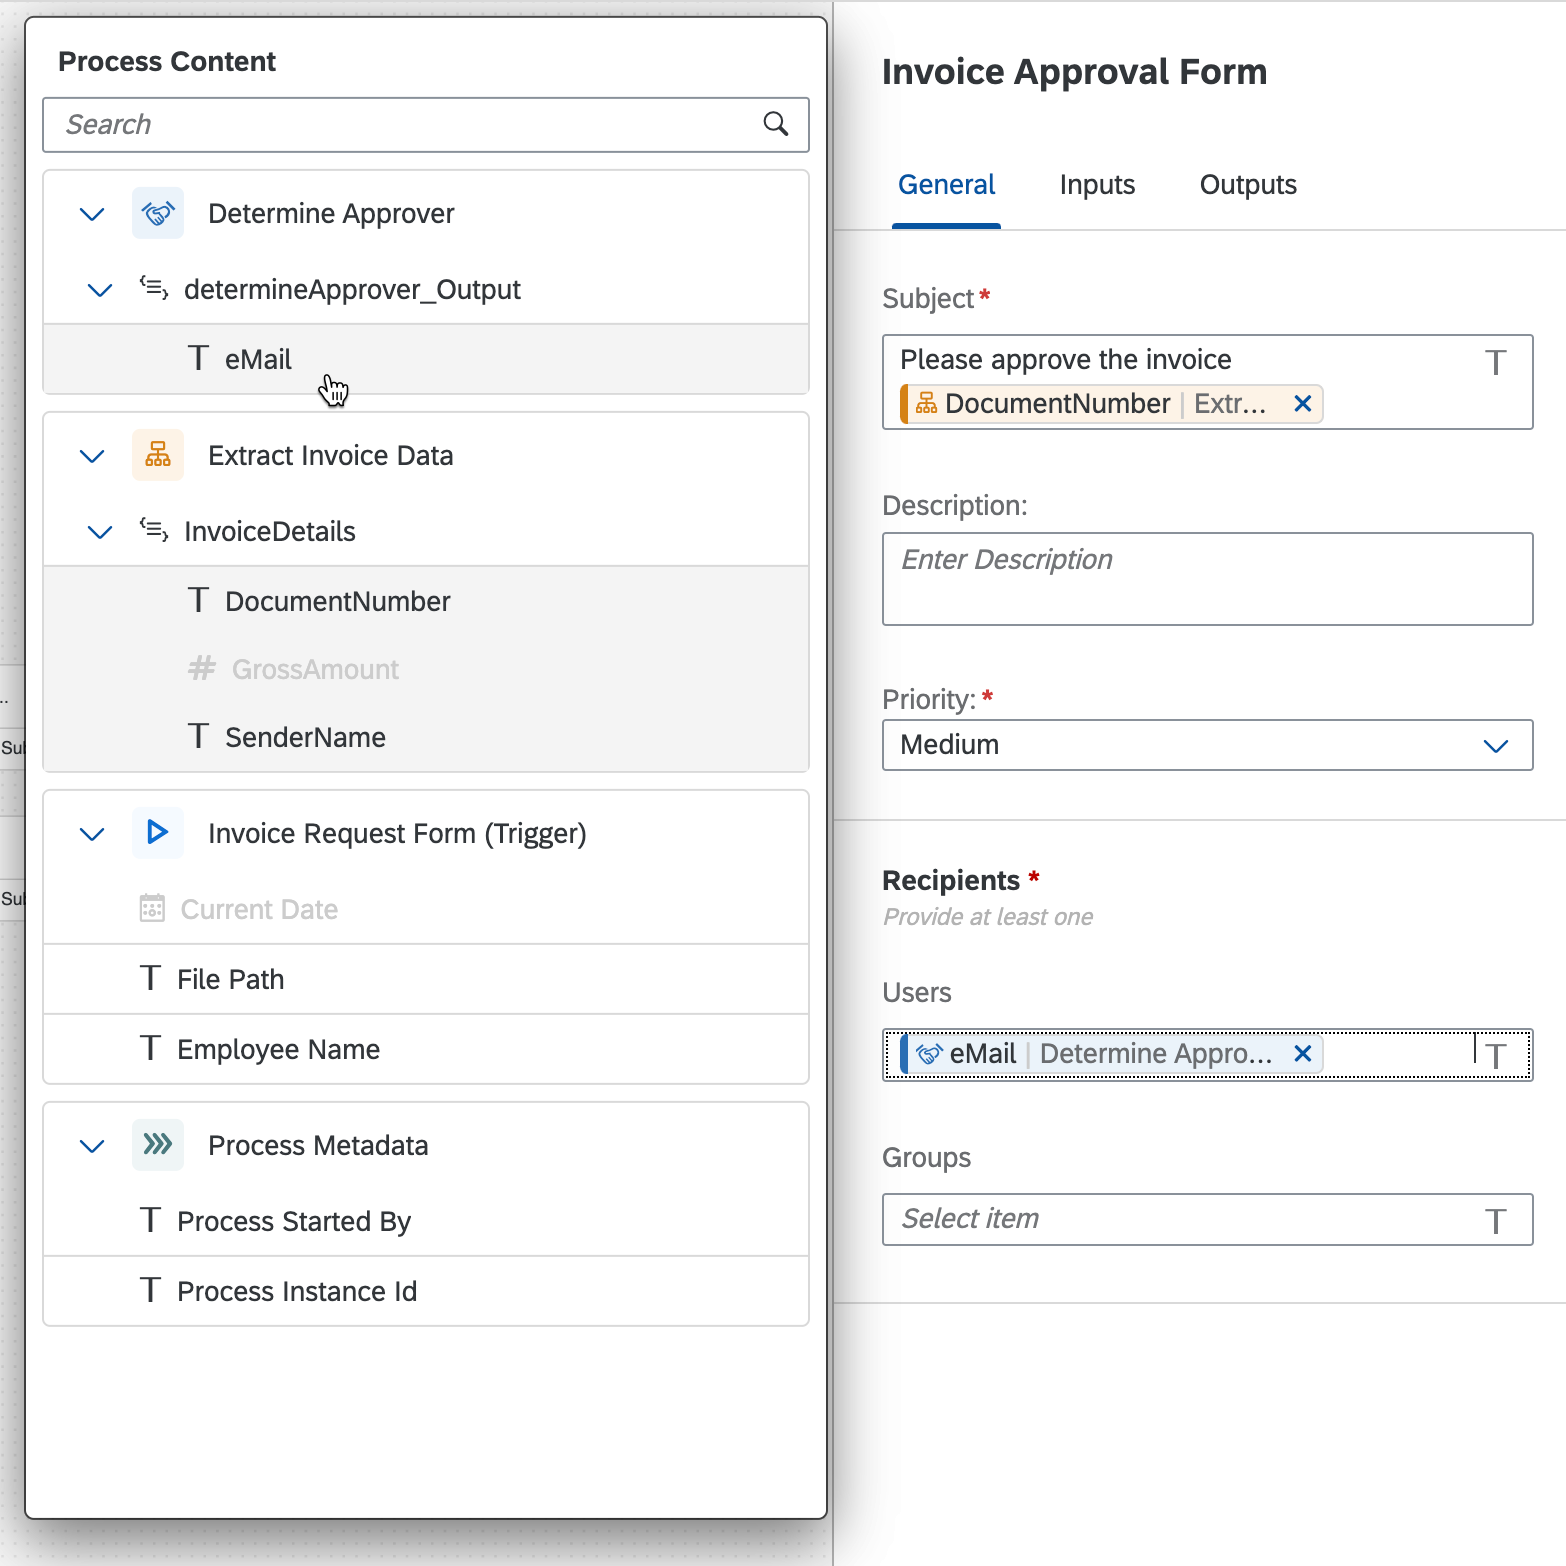 Process Content
Search
Determine Approver
determineApprover_Output
T eMail
Extract Invoice Data
InvoiceDetails
T DocumentNumber
# GrossAmount
T SenderName
Invoice Request Form (Trigger)
Current Date
T File Path
T Employee Name
Process Metadata
T Process Started By
T Process Instance Id
..
Sub
Sub
Invoice Approval Form
General Inputs Outputs
Subject*
Please approve the invoice T
DocumentNumber | Extr...
Description:
Enter Description
Priority: *
Medium
Recipients *
Provide at least one
Users
eMail | Determine Appro... T
Groups
Select item T